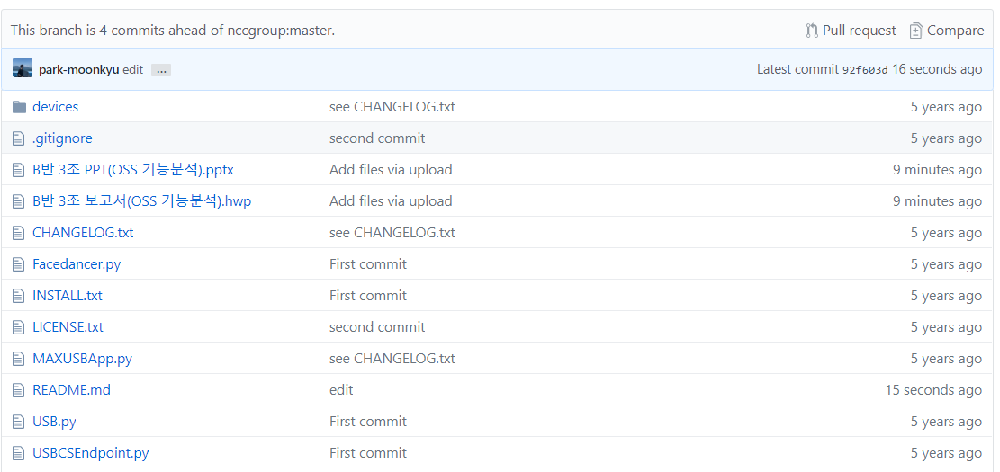 This branch is 4 commits ahead of nccgroup:master. Pull request Compare
park-moonkyu edit ... Latest commit 92f603d 16 seconds ago
devices see CHANGELOG.txt 5 years ago
.gitignore second commit 5 years ago
B반 3조 PPT(OSS 기능분석).pptx Add files via upload 9 minutes ago
B반 3조 보고서(OSS 기능분석).hwp Add files via upload 9 minutes ago
CHANGELOG.txt see CHANGELOG.txt 5 years ago
Facedancer.py First commit 5 years ago
INSTALL.txt First commit 5 years ago
LICENSE.txt second commit 5 years ago
MAXUSBApp.py see CHANGELOG.txt 5 years ago
README.md edit 15 seconds ago
USB.py First commit 5 years ago
USBCSEndpoint.py First commit 5 years ago